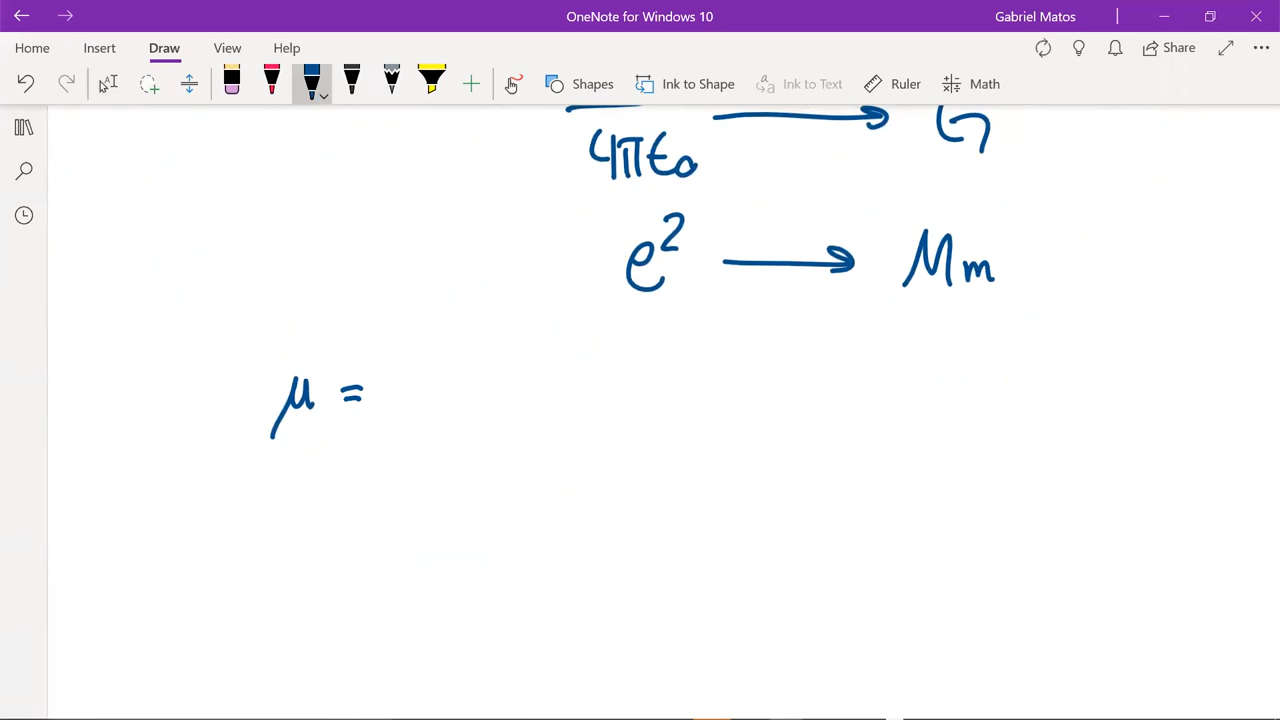 OneNote for Windows 10
Gabriel Matos
Home Insert Draw View Help
Share
Shapes Ink to Shape Ink to Text Ruler Math
4πε₀ → G
e² → Mm
μ =